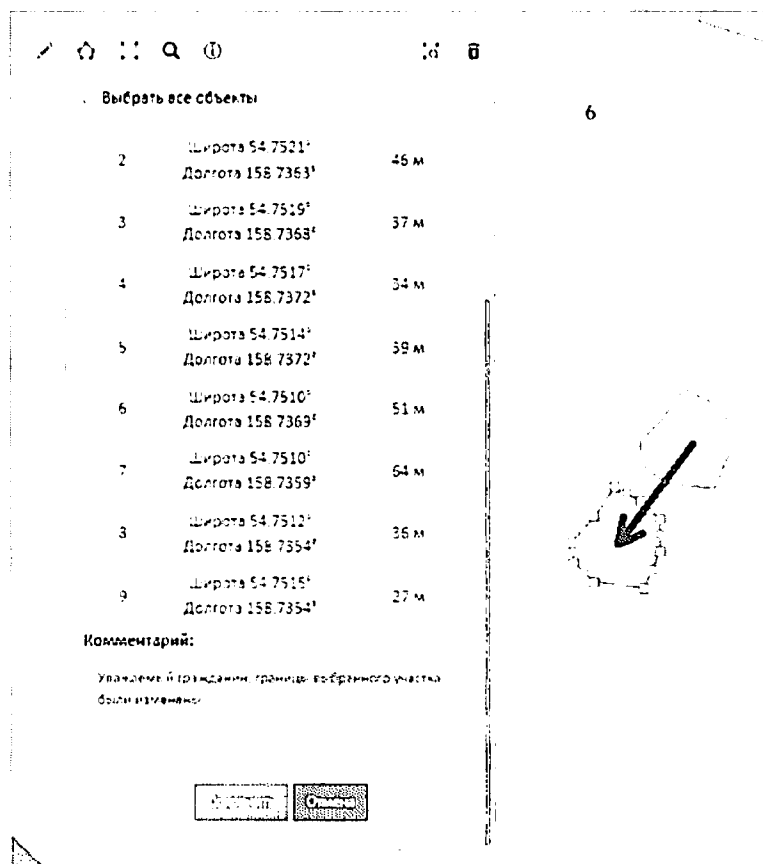 Выбрать все объекты
6
2 Широта 54.7521° Долгота 158.7363° 46 м
3 Широта 54.7519° Долгота 158.7368° 37 м
4 Широта 54.7517° Долгота 158.7372° 34 м
5 Широта 54.7514° Долгота 158.7372° 39 м
6 Широта 54.7510° Долгота 158.7369° 51 м
7 Широта 54.7510° Долгота 158.7359° 64 м
8 Широта 54.7512° Долгота 158.7354° 36 м
9 Широта 54.7515° Долгота 158.7354° 27 м
Комментарий:
Уважаемый гражданин, границы выбранного участка
были изменены
Отмена